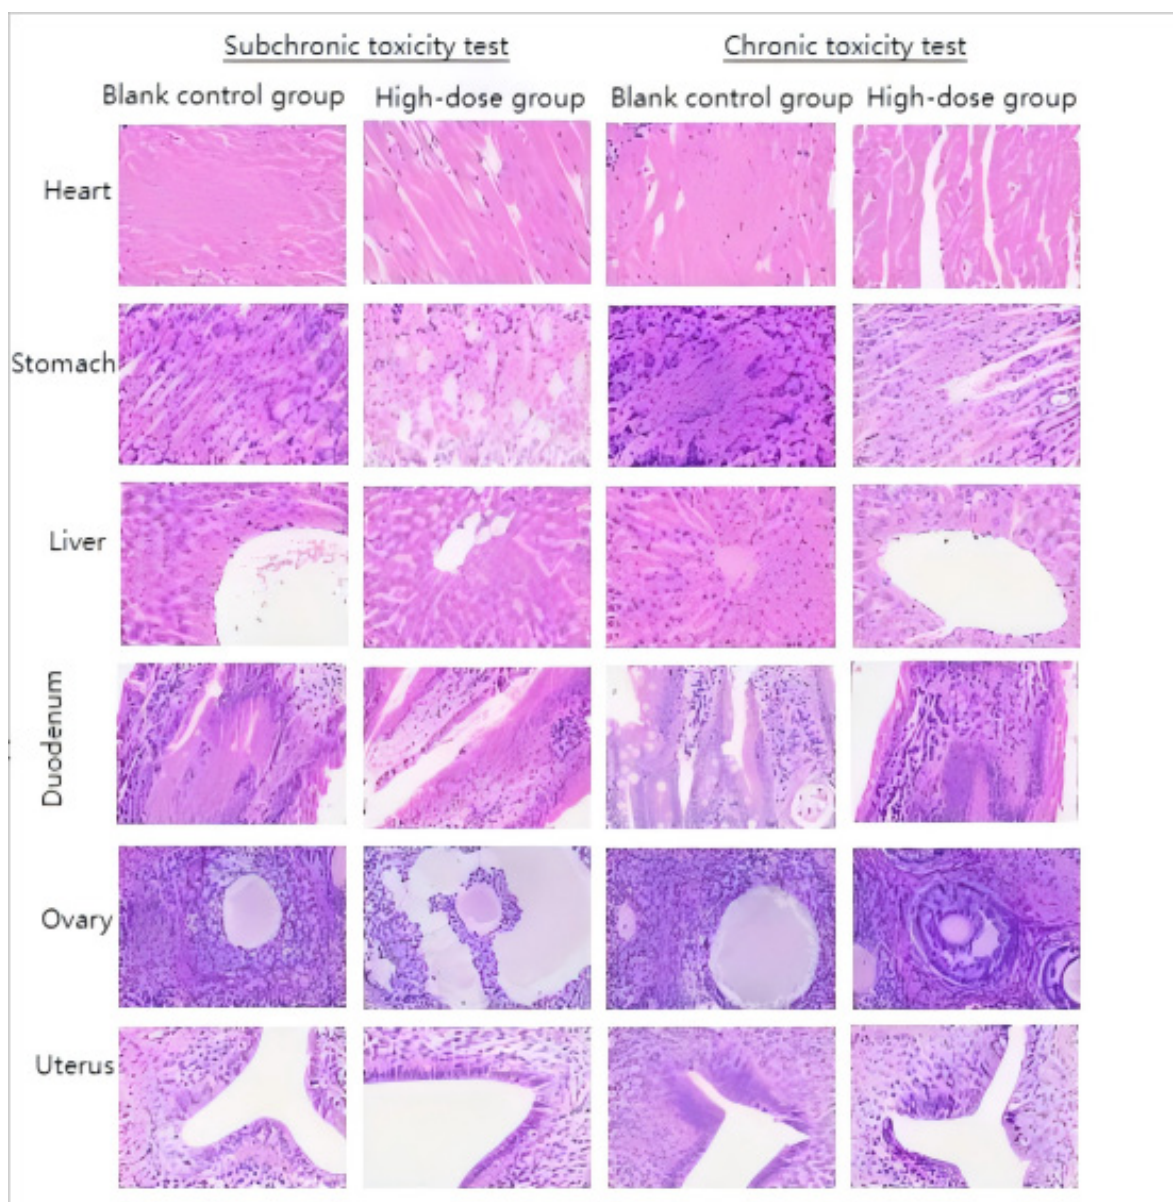 Subchronic toxicity test Chronic toxicity test
Blank control group High-dose group Blank control group High-dose group
Heart
Stomach
Liver
Duodenum
Ovary
Uterus